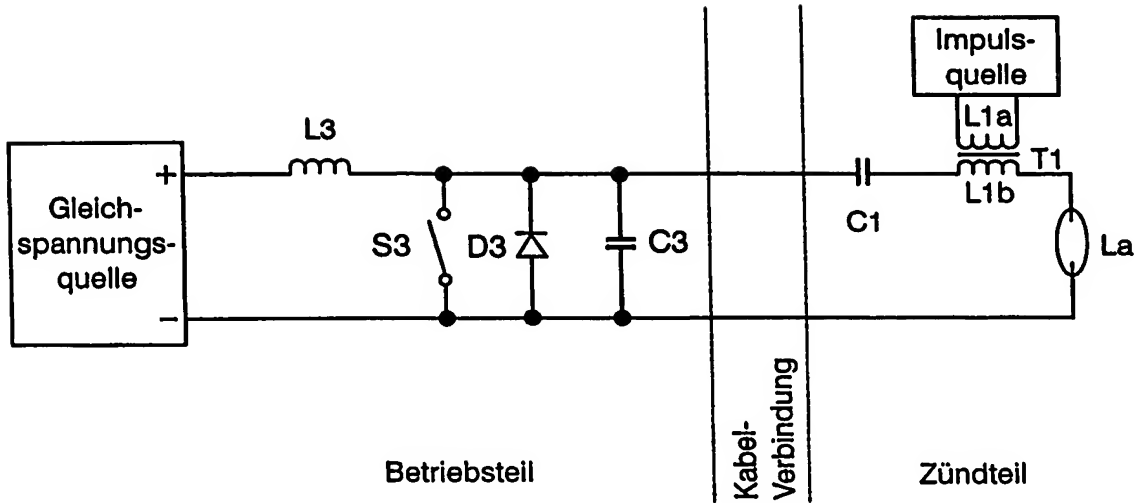 Impuls-
quelle
L1a
T1
L1b
L3
+
Gleich-
spannungs-
quelle
−
S3
D3
C3
C1
La
Betriebsteil
Kabel-
Verbindung
Zündteil